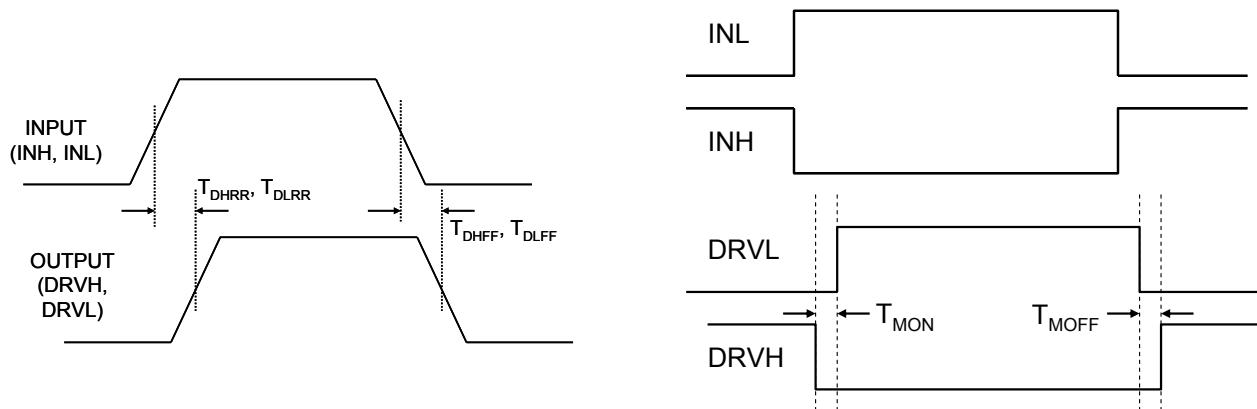 INPUT
(INH, INL)
TDHRR, TDLRR
TDHFF, TDLFF
OUTPUT
(DRVH,
DRVL)
INL
INH
DRVL
TMON
TMOFF
DRVH